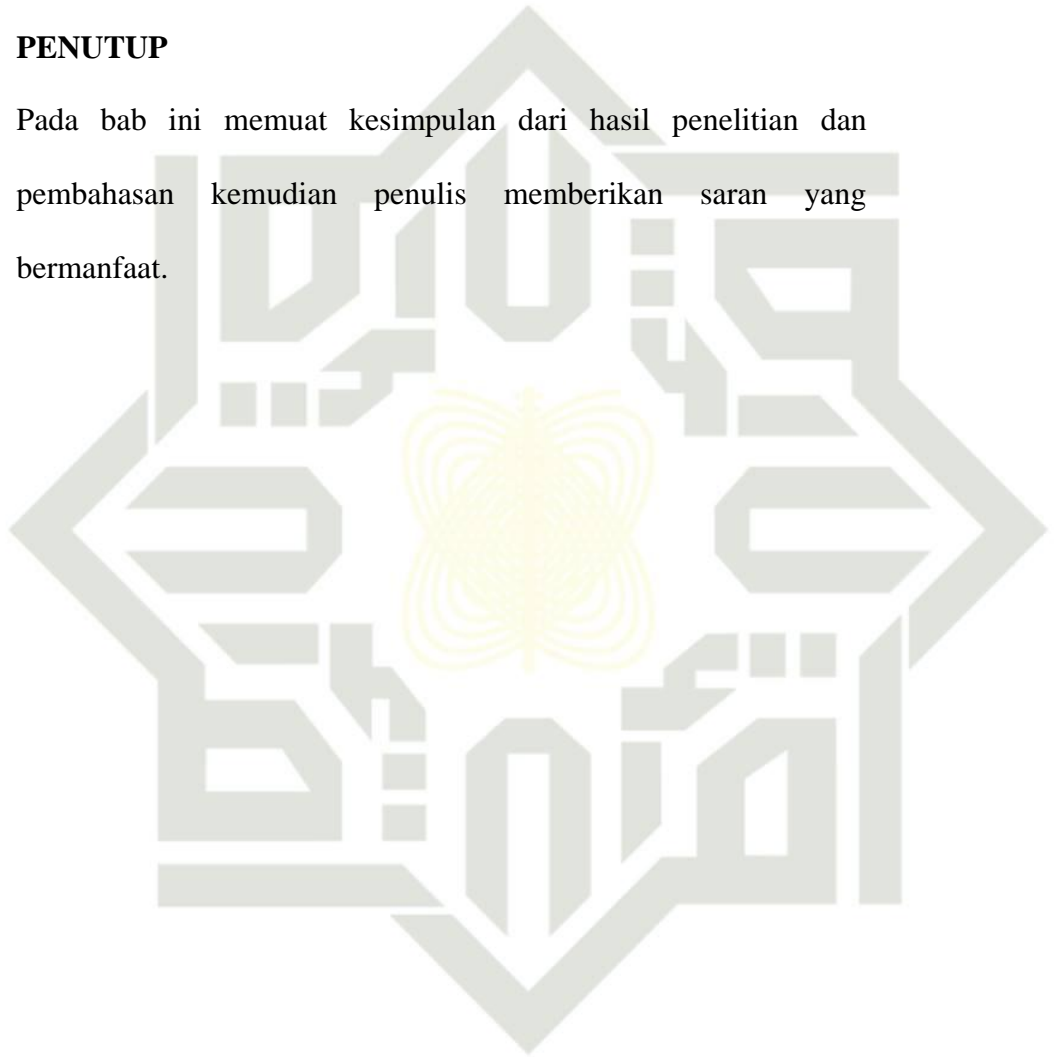 PENUTUP
Pada bab ini memuat kesimpulan dari hasil penelitian dan
pembahasan kemudian penulis memberikan saran yang
bermanfaat.